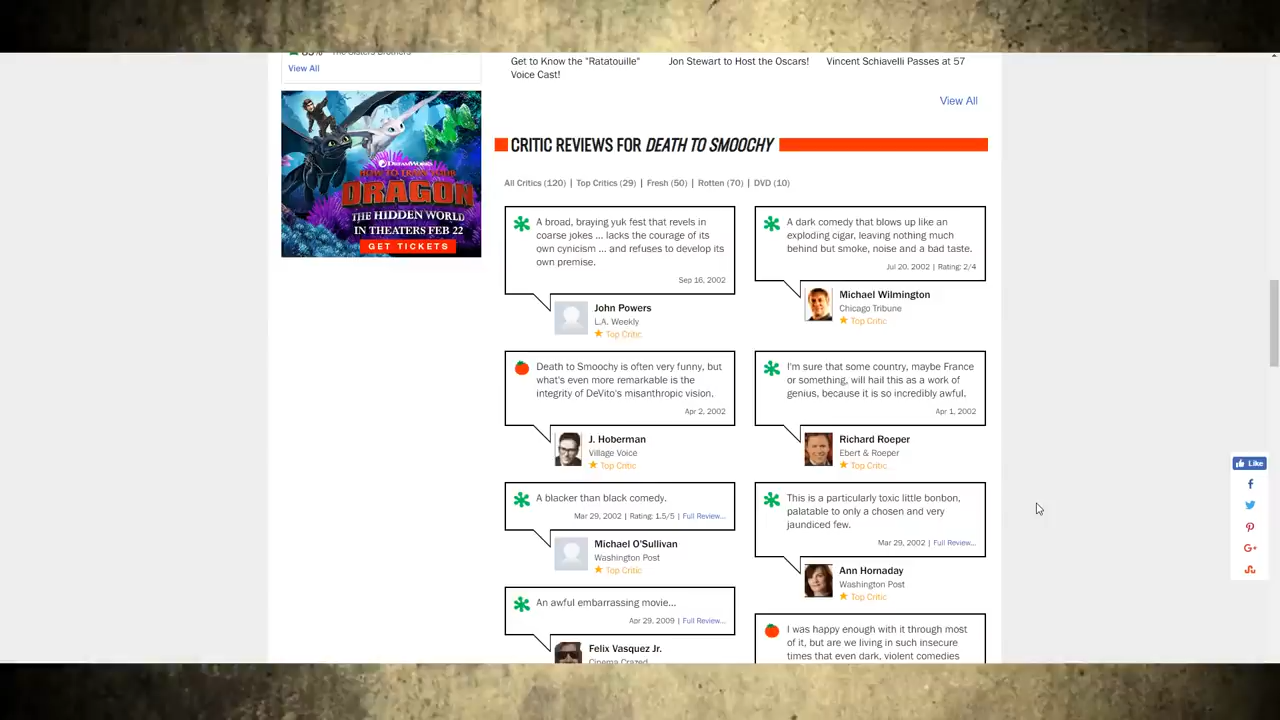 85% The Sisters Brothers
View All
Get to Know the "Ratatouille"
Voice Cast!
Jon Stewart to Host the Oscars!
Vincent Schiavelli Passes at 57
View All
DREAMWORKS
HOW TO TRAIN YOUR
DRAGON
THE HIDDEN WORLD
IN THEATERS FEB 22
GET TICKETS
CRITIC REVIEWS FOR DEATH TO SMOOCHY
All Critics (120) | Top Critics (29) | Fresh (50) | Rotten (70) | DVD (10)
A broad, braying yuk fest that revels in
coarse jokes ... lacks the courage of its
own cynicism ... and refuses to develop its
own premise.
Sep 16, 2002
John Powers
L.A. Weekly
Top Critic
A dark comedy that blows up like an
exploding cigar, leaving nothing much
behind but smoke, noise and a bad taste.
Jul 20, 2002 | Rating: 2/4
Michael Wilmington
Chicago Tribune
Top Critic
Death to Smoochy is often very funny, but
what's even more remarkable is the
integrity of DeVito's misanthropic vision.
Apr 2, 2002
J. Hoberman
Village Voice
Top Critic
I'm sure that some country, maybe France
or something, will hail this as a work of
genius, because it is so incredibly awful.
Apr 1, 2002
Richard Roeper
Ebert & Roeper
Top Critic
A blacker than black comedy.
Mar 29, 2002 | Rating: 1.5/5 | Full Review...
Michael O'Sullivan
Washington Post
Top Critic
This is a particularly toxic little bonbon,
palatable to only a chosen and very
jaundiced few.
Mar 29, 2002 | Full Review...
Ann Hornaday
Washington Post
Top Critic
An awful embarrassing movie...
Apr 29, 2009 | Full Review...
Felix Vasquez Jr.
Cinema Crazed
I was happy enough with it through most
of it, but are we living in such insecure
times that even dark, violent comedies
Like
G+